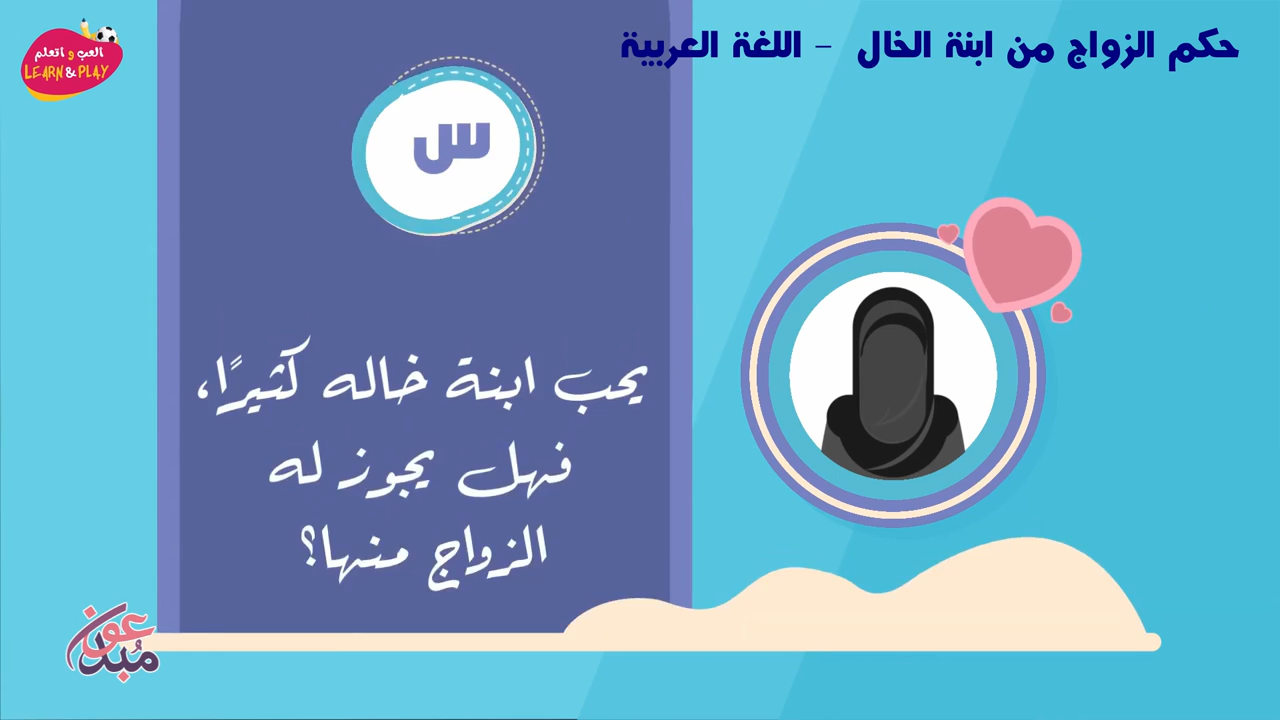 حكم الزواج من ابنة الخال - اللغة العربية
العب و اتعلم
LEARN & PLAY
س
يحب ابنة خاله كثيرًا،
فهل يجوز له
الزواج منها؟
مُبدعون